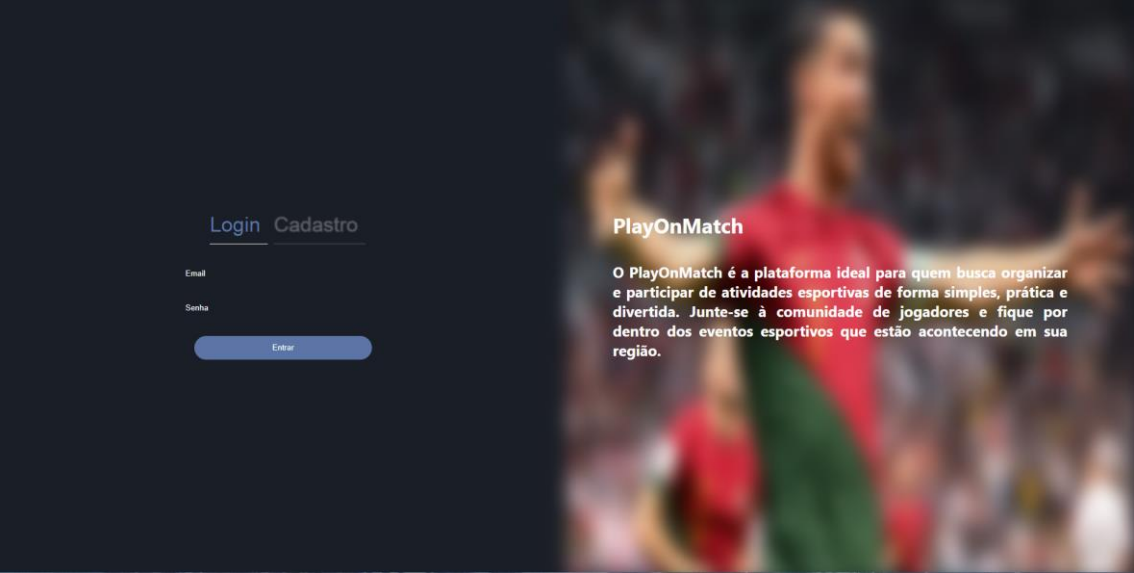 Login Cadastro
Email
Senha
Entrar
PlayOnMatch
O PlayOnMatch é a plataforma ideal para quem busca organizar
e participar de atividades esportivas de forma simples, prática e
divertida. Junte-se à comunidade de jogadores e fique por
dentro dos eventos esportivos que estão acontecendo em sua
região.